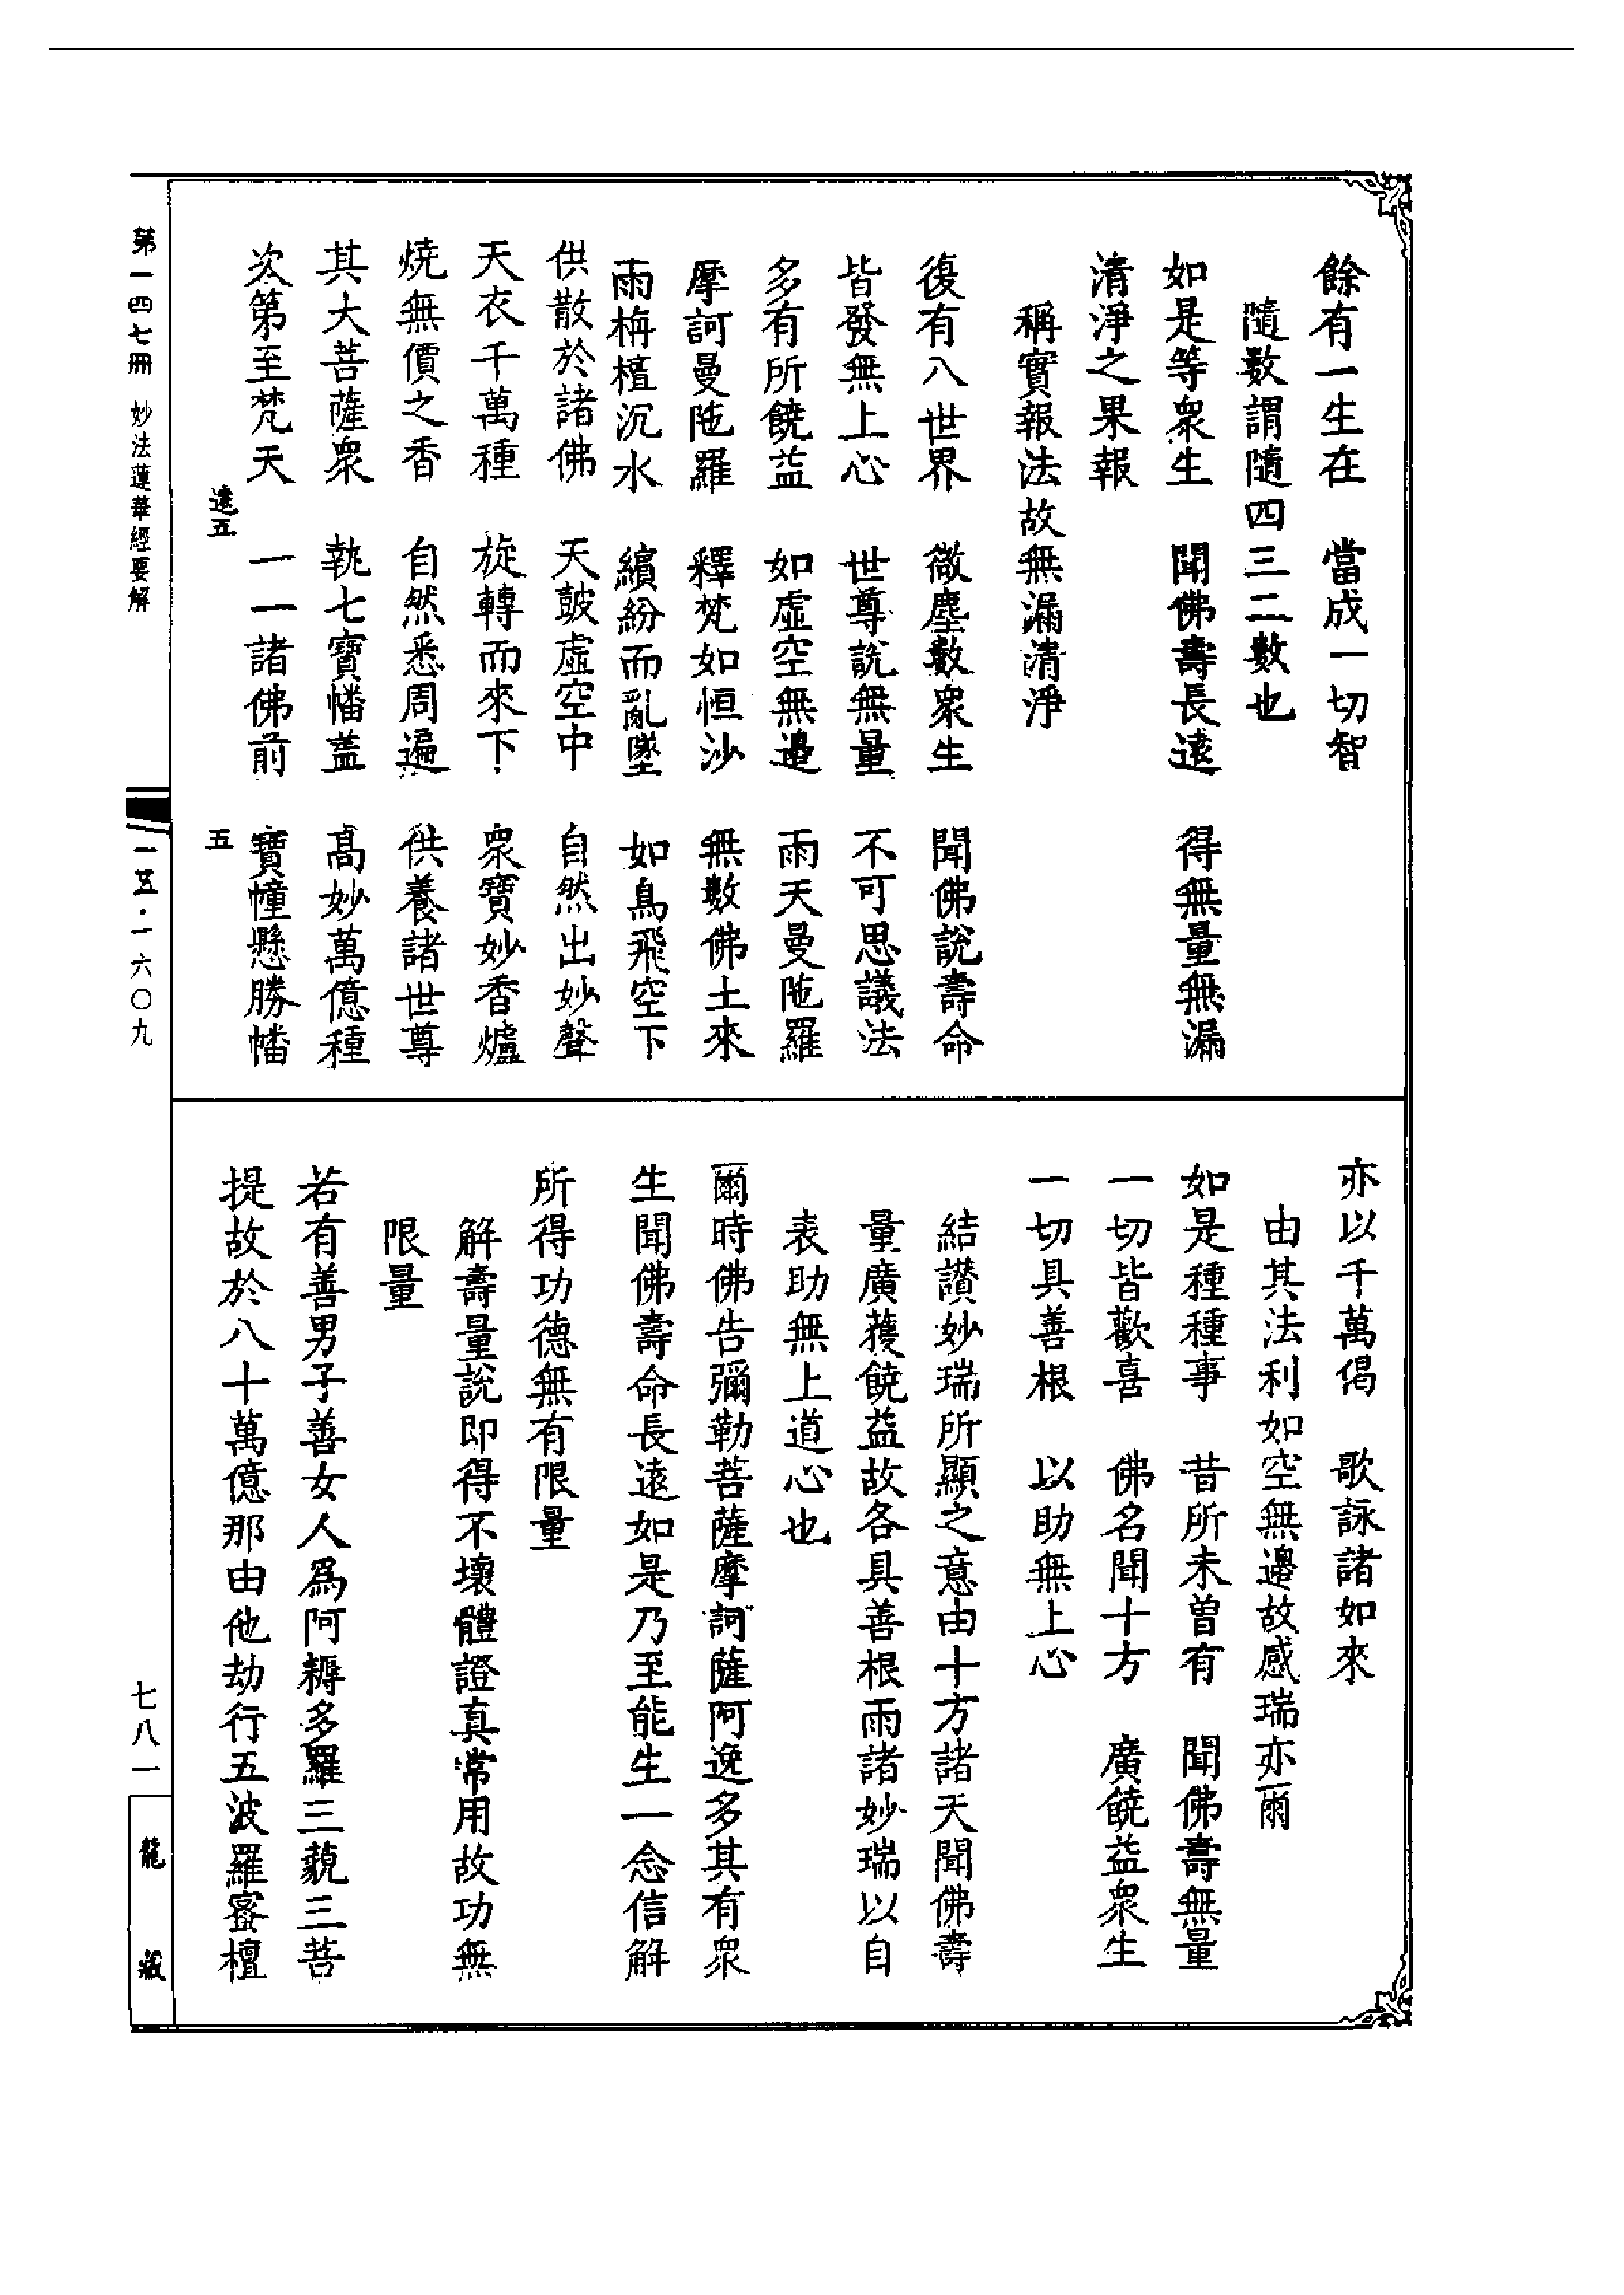 餘有一生在　當成一切智
隨數謂隨四三二數也
如是等衆生　聞佛壽長遠　得無量無漏
清淨之果報
稱實報法故無漏清淨
復有八世界　微塵數衆生　聞佛說壽命
皆發無上心　世尊說無量　不可思議法
多有所饒益　如虛空無邊　雨天曼陁羅
摩訶曼陁羅　釋梵如恒沙　無數佛土來
雨栴檀沉水　繽紛而亂墜　如鳥飛空下
供散於諸佛　天鼓虛空中　自然出妙聲
天衣千萬種　旋轉而來下　衆寶妙香爐
燒無價之香　自然悉周遍　供養諸世尊
其大菩薩衆　執七寶幡蓋　高妙萬億種
次第至梵天　一一諸佛前　寶幢懸勝幡
遠五　五
亦以千萬偈　歌詠諸如來
由其法利如空無邊故感瑞亦爾
如是種種事　昔所未曾有　聞佛壽無量
一切皆歡喜　佛名聞十方　廣饒益衆生
一切具善根　以助無上心
結讃妙瑞所顯之意由十方諸天聞佛壽
量廣獲饒益故各具善根雨諸妙瑞以自
表助無上道心也
爾時佛告彌勒菩薩摩訶薩阿逸多其有衆
生聞佛壽命長遠如是乃至能生一念信解
所得功德無有限量
解壽量說即得不壞體證真常用故功無
限量
若有善男子善女人爲阿耨多羅三藐三菩
提故於八十萬億那由他劫行五波羅蜜檀
第一四七冊　妙法蓮華經要解
一五·一六〇九
七八一
龍藏